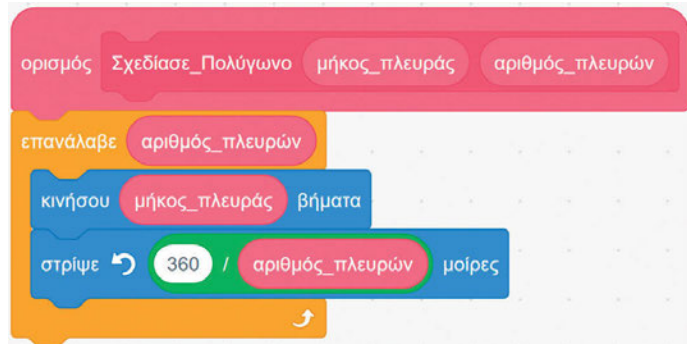 ορισμός Σχεδίασε_Πολύγωνο μήκος_πλευράς αριθμός_πλευρών
επανάλαβε αριθμός_πλευρών
κινήσου μήκος_πλευράς βήματα
στρίψε 360 / αριθμός_πλευρών μοίρες